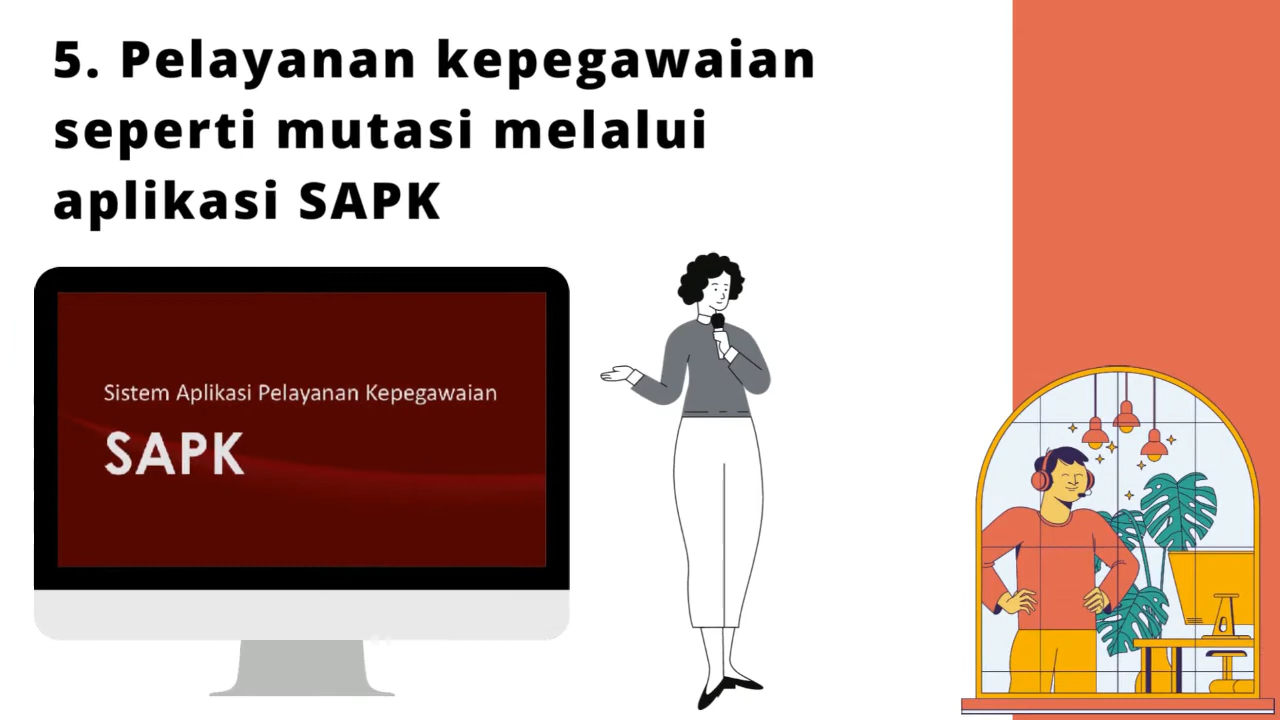 5. Pelayanan kepegawaian
seperti mutasi melalui
aplikasi SAPK
Sistem Aplikasi Pelayanan Kepegawaian
SAPK